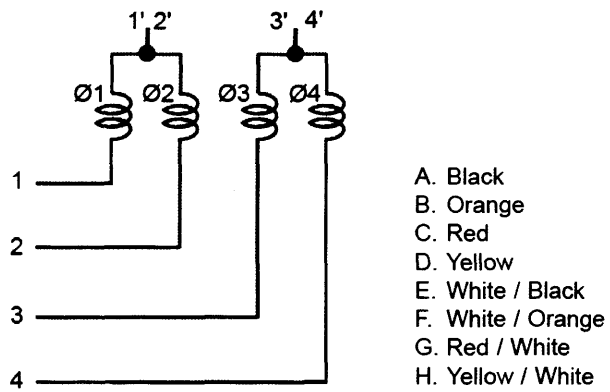 1' 2' 3' 4'
Ø1 Ø2 Ø3 Ø4
1
2
3
4
A. Black
B. Orange
C. Red
D. Yellow
E. White / Black
F. White / Orange
G. Red / White
H. Yellow / White